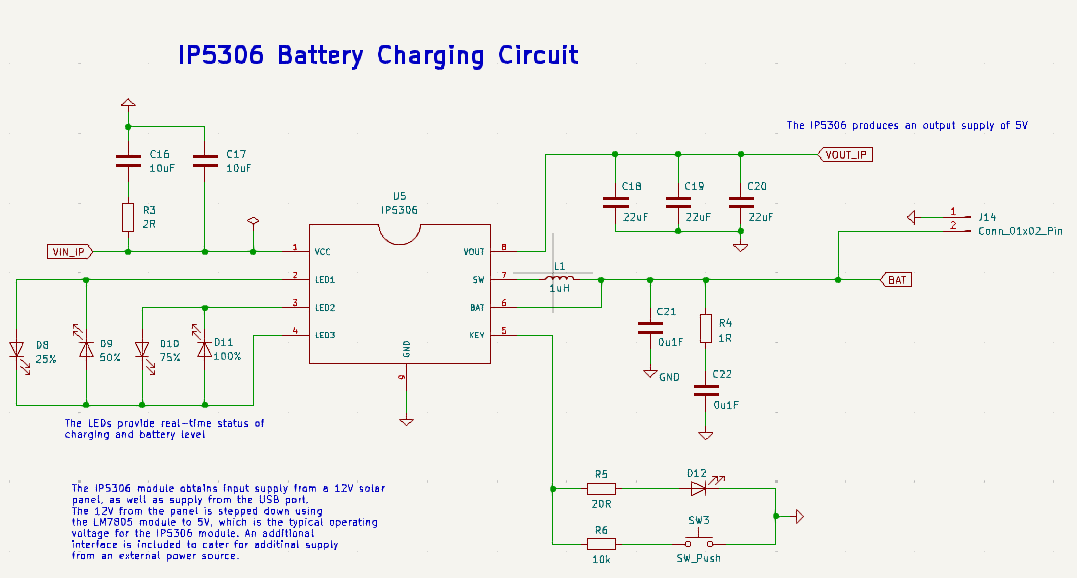 IP5306 Battery Charging Circuit
The IP5306 produces an output supply of 5V
C16
10uF
C17
10uF
R3
2R
VIN_IP
U5
IP5306
1
VCC
2
LED1
3
LED2
4
LED3
VOUT
8
SW
7
BAT
6
KEY
5
GND
9
VOUT_IP
C18
22uF
C19
22uF
C20
22uF
1
2
J14
Conn_01x02_Pin
L1
1uH
BAT
C21
0u1F
GND
R4
1R
C22
0u1F
D8
25%
D9
50%
D10
75%
D11
100%
The LEDs provide real-time status of
charging and battery level
The IP5306 module obtains input supply from a 12V solar
panel, as well as supply from the USB port.
The 12V from the panel is stepped down using
the LM7805 module to 5V, which is the typical operating
voltage for the IP5306 module. An additional
interface is included to cater for additinal supply
from an external power source.
R5
20R
D12
R6
10k
SW3
SW_Push